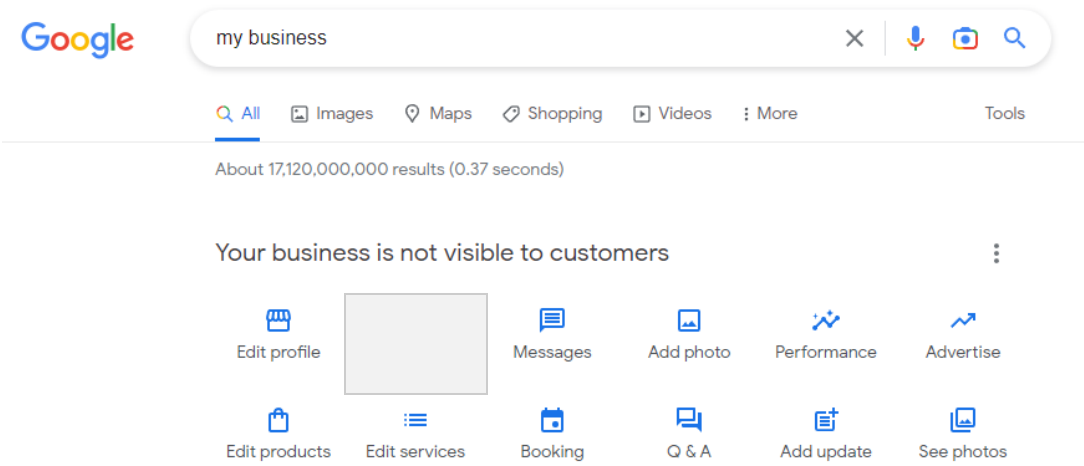 Google
my business
All Images Maps Shopping Videos More Tools
About 17,120,000,000 results (0.37 seconds)
Your business is not visible to customers
Edit profile Messages Add photo Performance Advertise
Edit products Edit services Booking Q & A Add update See photos